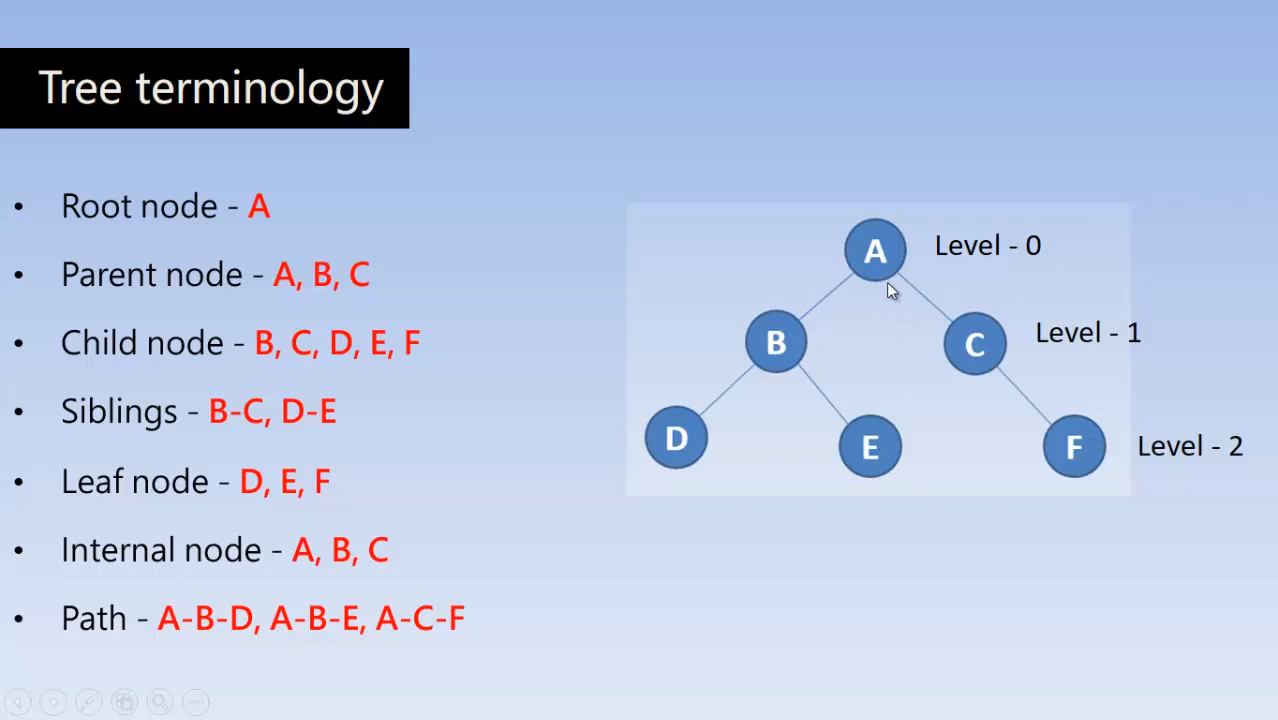 Tree terminology
• Root node - A
• Parent node - A, B, C
• Child node - B, C, D, E, F
• Siblings - B-C, D-E
• Leaf node - D, E, F
• Internal node - A, B, C
• Path - A-B-D, A-B-E, A-C-F
A Level - 0
B C Level - 1
D E F Level - 2